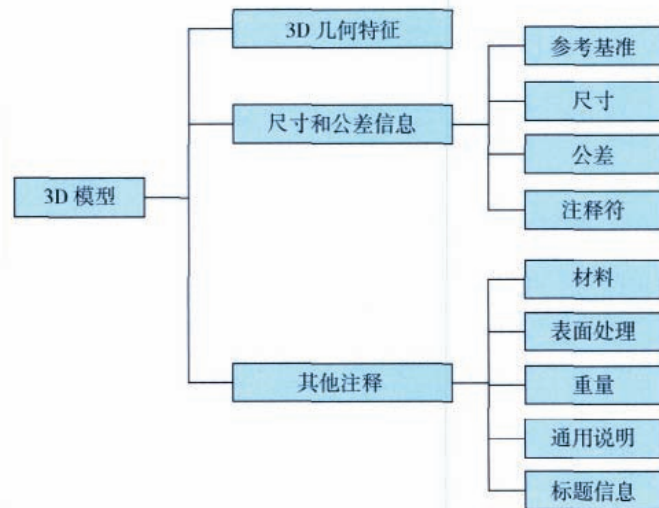 3D 几何特征
参考基准
尺寸
尺寸和公差信息
公差
3D 模型
注释符
材料
表面处理
其他注释
重量
通用说明
标题信息